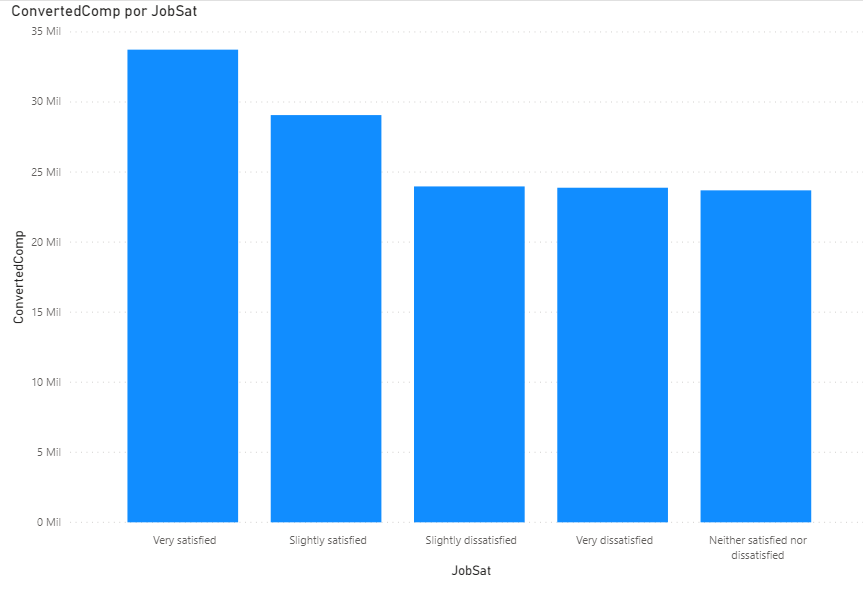 ConvertedComp por JobSat
35 Mil
30 Mil
25 Mil
20 Mil
15 Mil
10 Mil
5 Mil
0 Mil
ConvertedComp
Very satisfied
Slightly satisfied
Slightly dissatisfied
Very dissatisfied
Neither satisfied nor
dissatisfied
JobSat